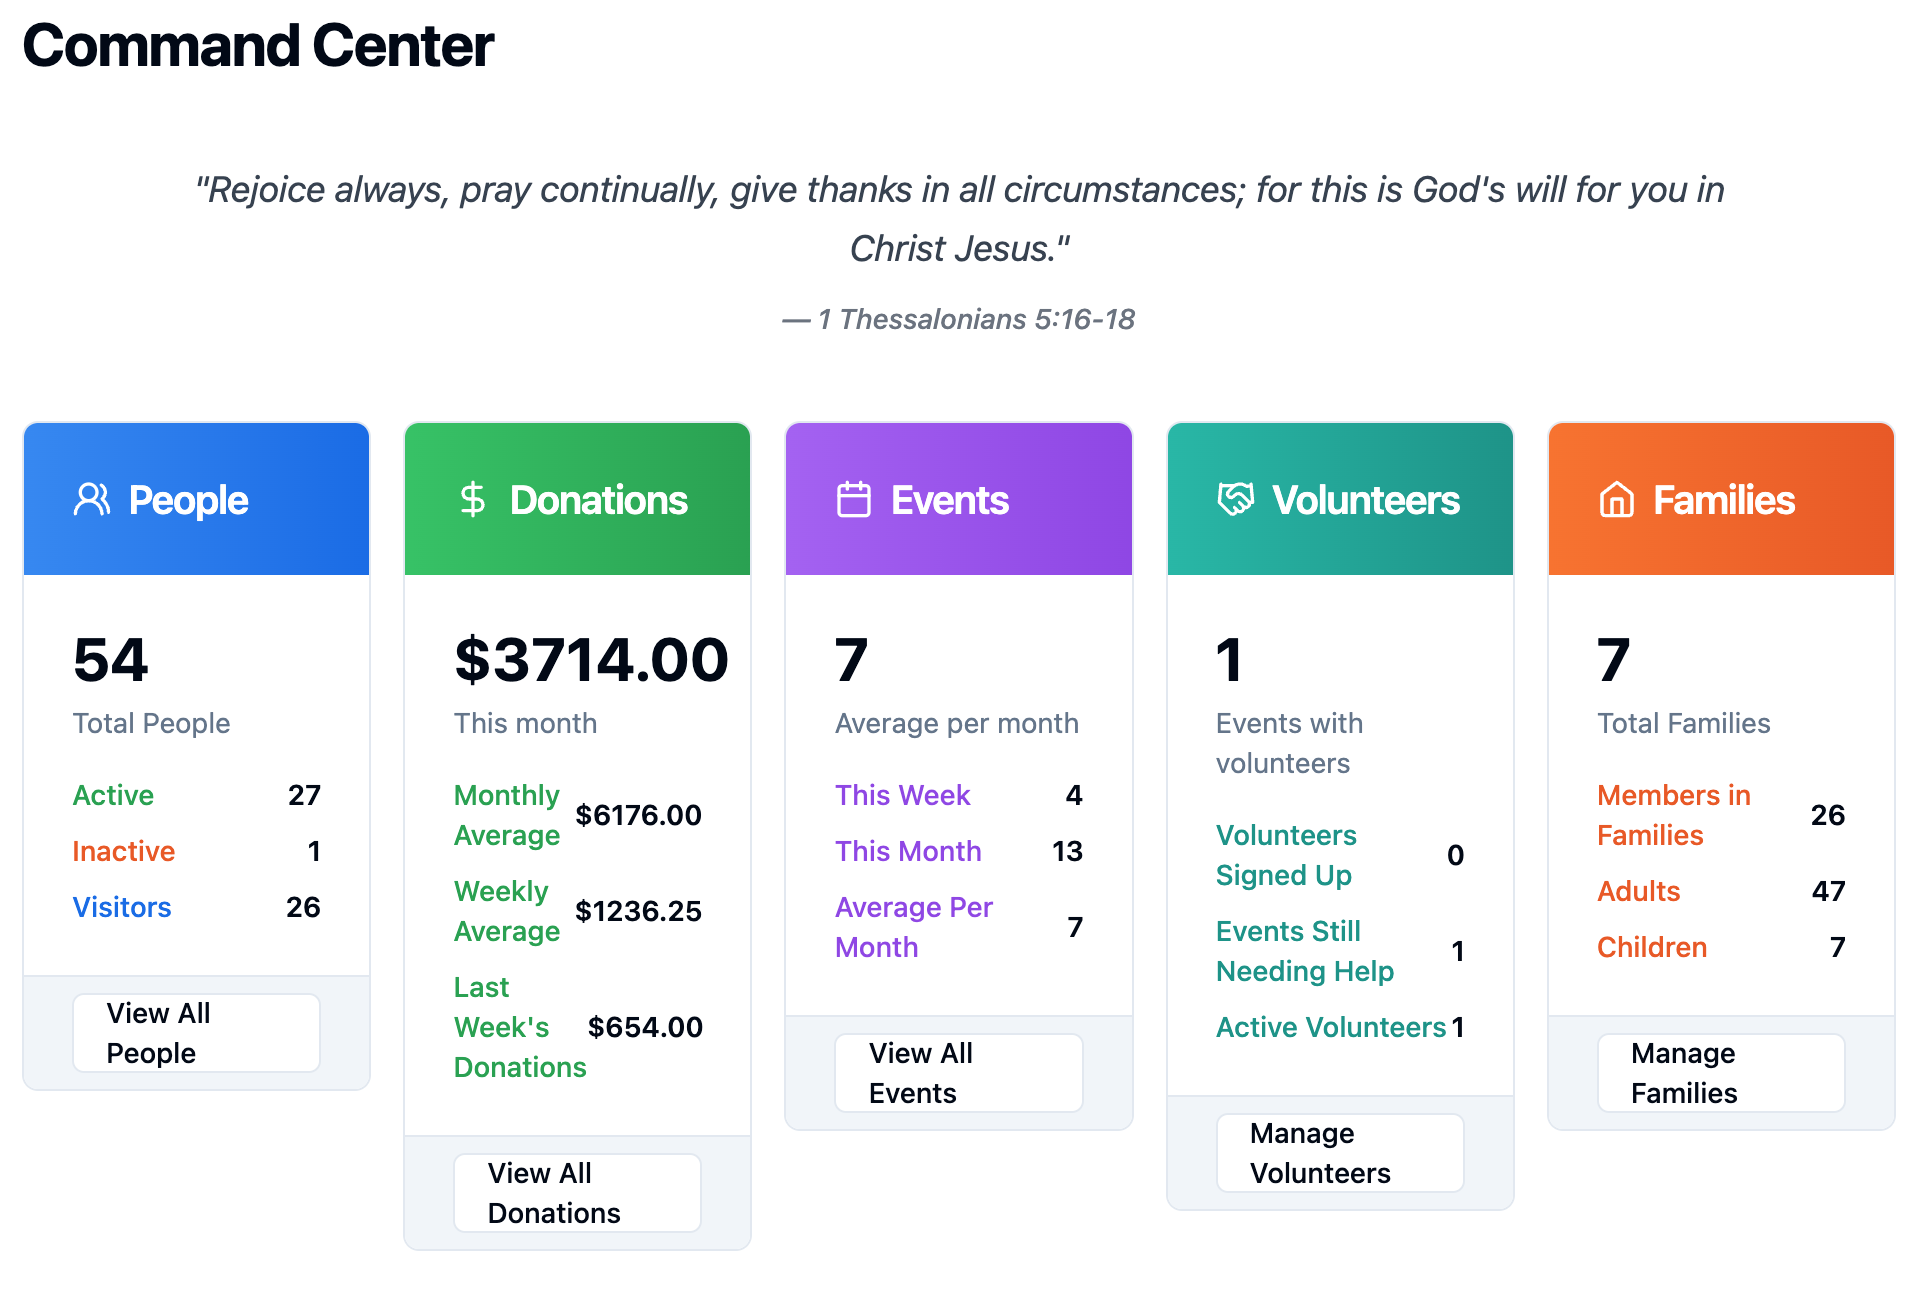 Command Center
"Rejoice always, pray continually, give thanks in all circumstances; for this is God's will for you in
Christ Jesus."
— 1 Thessalonians 5:16-18
People
54
Total People
Active 27
Inactive 1
Visitors 26
View All
People
Donations
$3714.00
This month
Monthly
Average
$6176.00
Weekly
Average
$1236.25
Last
Week's
Donations
$654.00
View All
Donations
Events
7
Average per month
This Week 4
This Month 13
Average Per
Month
7
View All
Events
Volunteers
1
Events with
volunteers
Volunteers
Signed Up
0
Events Still
Needing Help
1
Active Volunteers 1
Manage
Volunteers
Families
7
Total Families
Members in
Families
26
Adults 47
Children 7
Manage
Families